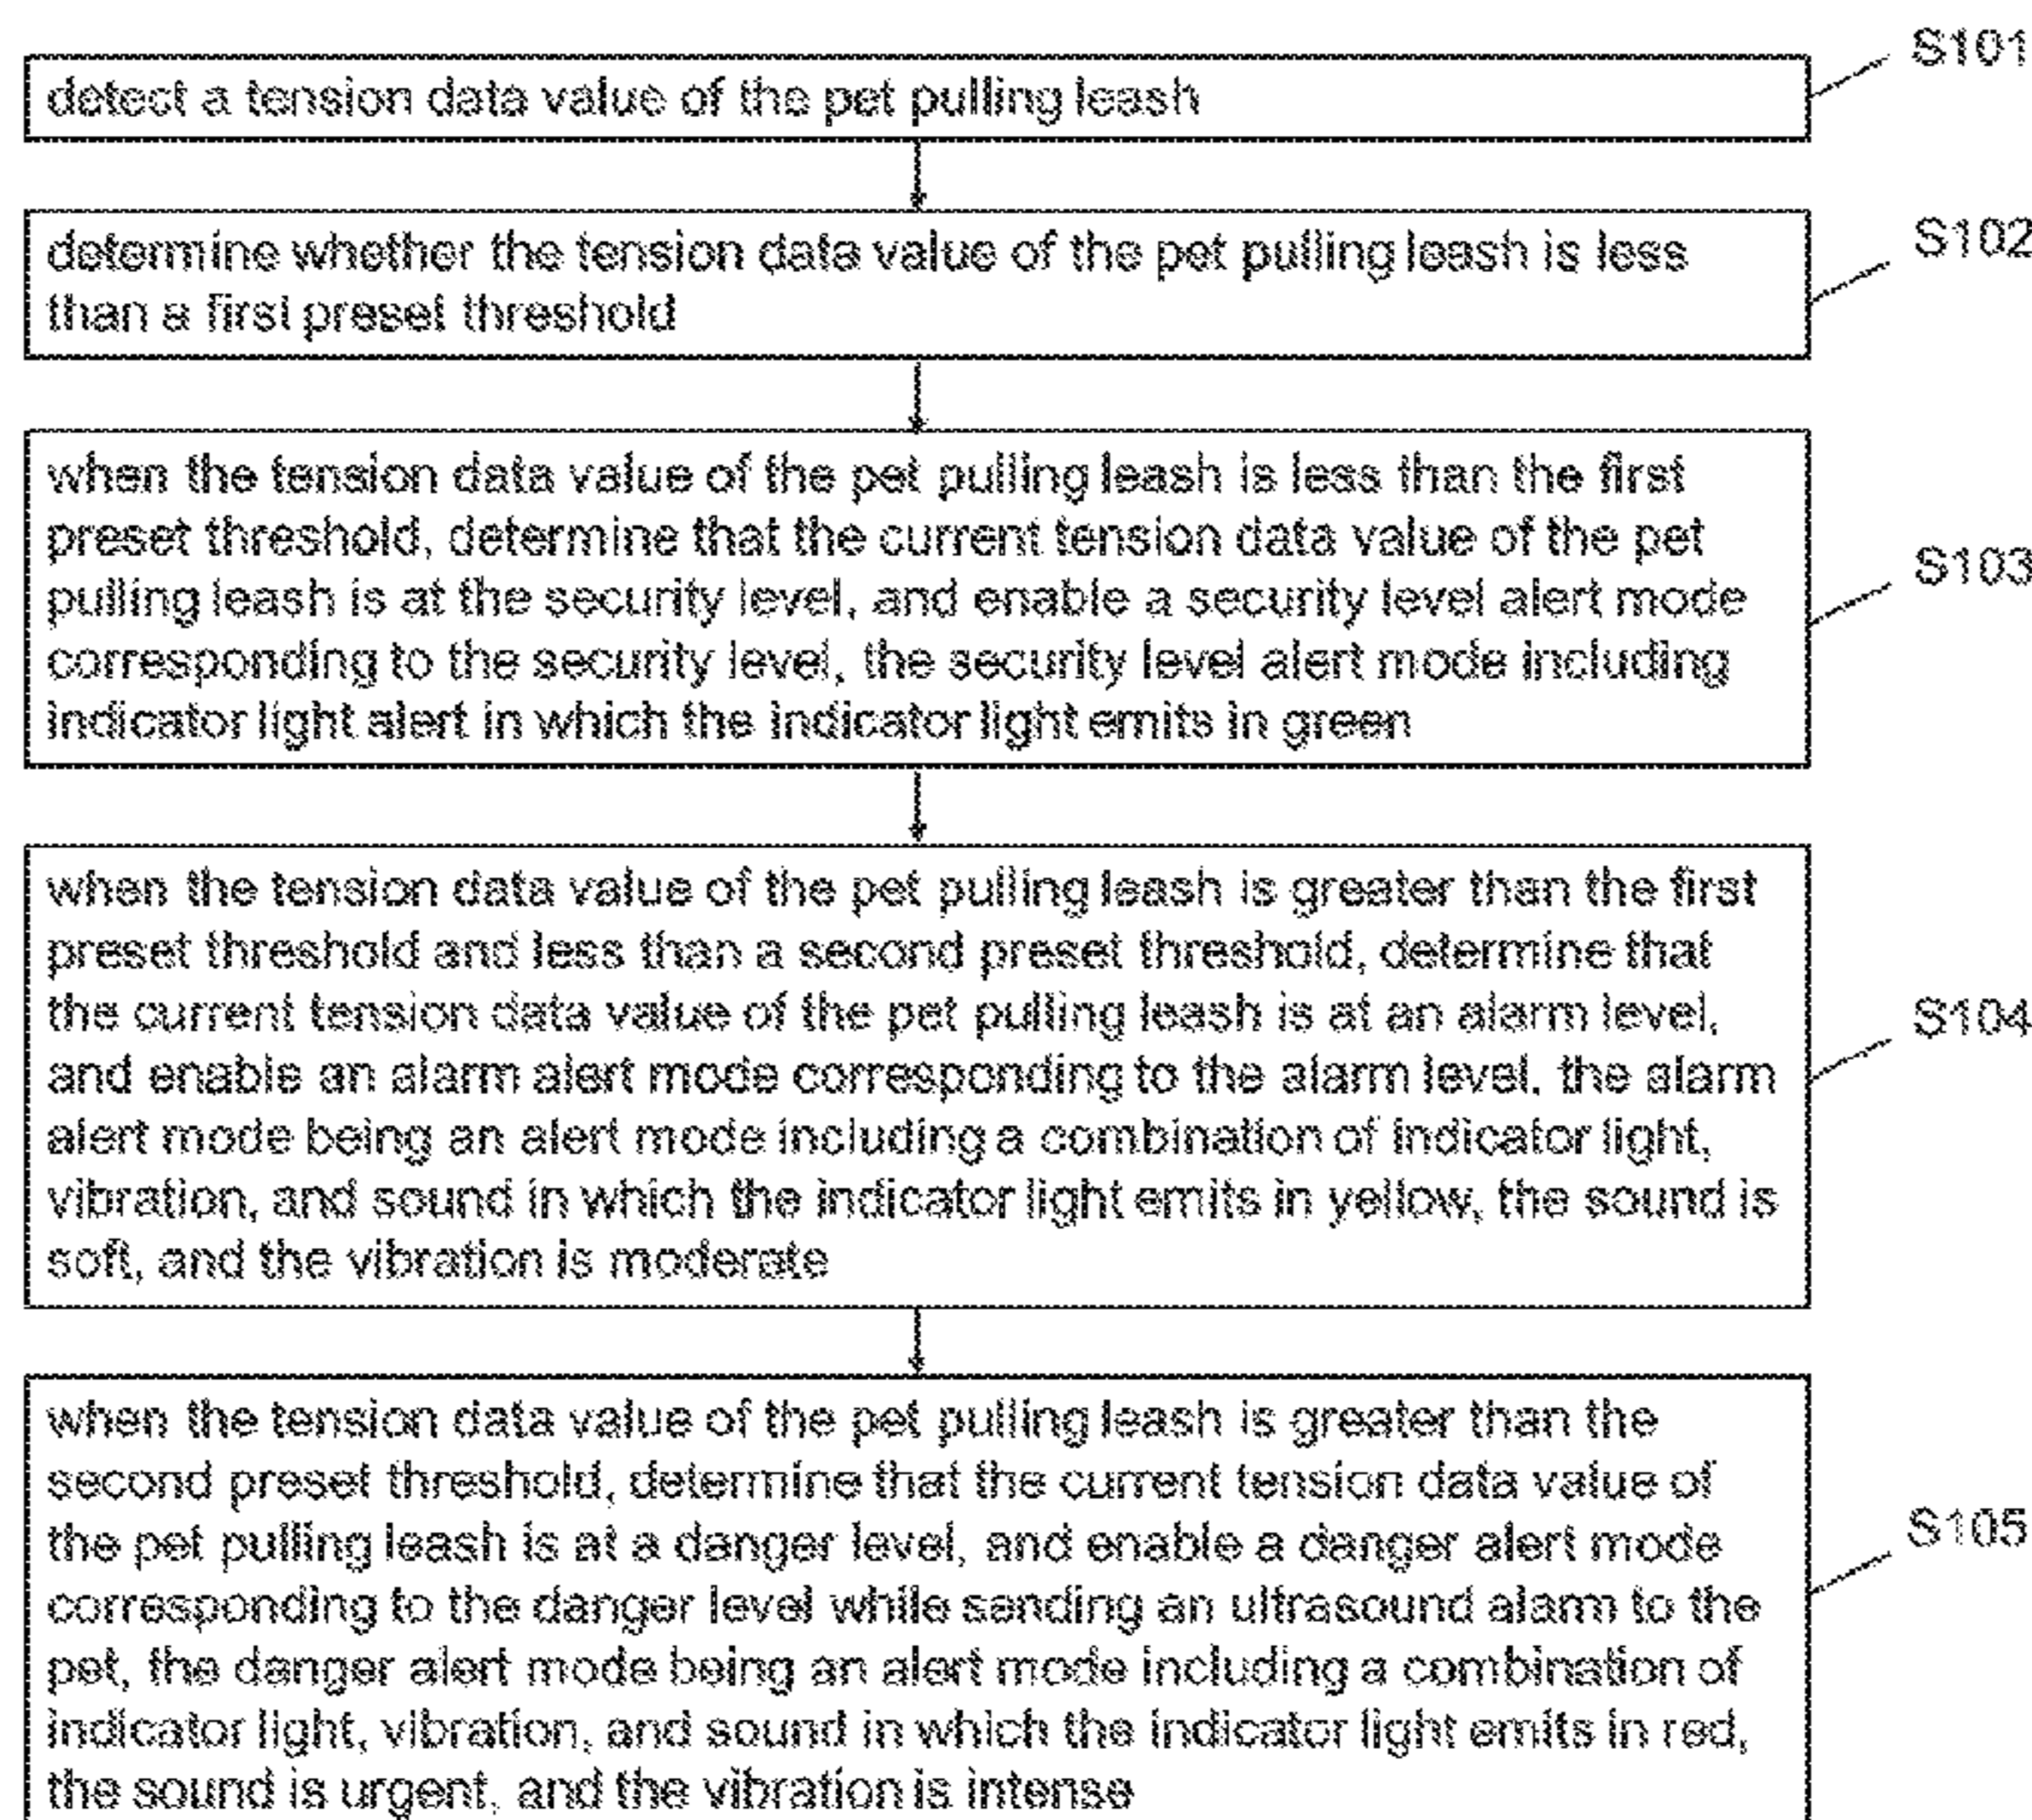 S101
detect a tension data value of the pet pulling leash
S102
determine whether the tension data value of the pet pulling leash is less
than a first preset threshold
when the tension data value of the pet pulling leash is less than the first
preset threshold, determine that the current tension data value of the pet
S103
pulling leash is at the security level, and enable a security level alert mode
corresponding to the security level, the security level alert mode including
indicator light alert in which the indicator light emits in green
when the tension data value of the pet pulling leash is greater than the first
preset threshold and less than a second preset threshold, determine that
the current tension data value of the pet pulling leash is at an alarm level,
S104
and enable an alarm alert mode corresponding to the alarm level, the alarm
alert mode being an alert mode including a combination of indicator light,
vibration, and sound in which the indicator light emits in yellow, the sound is
soft, and the vibration is moderate
when the tension data value of the pet pulling leash is greater than the
second preset threshold, determine that the current tension data value of
S105
the pet pulling leash is at a danger level, and enable a danger alert mode
corresponding to the danger level while sending an ultrasound alarm to the
pet, the danger alert mode being an alert mode including a combination of
indicator light, vibration, and sound in which the indicator light emits in red,
the sound is urgent, and the vibration is intense